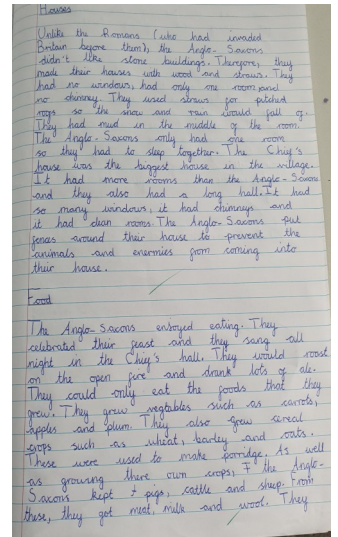 Houses
Unlike the Romans (who had invaded
Britain before them), the Anglo-Saxons
didn't like stone buildings. Therefore, they
made their houses with wood and straws. They
had no windows, had only one room and
no chimney. They used straws for pitched
roofs so the snow and rain would fall of.
They had mud in the middle of the room.
The Anglo-Saxons only had one room
so they had to sleep together. The Chief's
house was the biggest house in the village.
It had more rooms than the Anglo-Saxons
and they also had a long hall. It had
so many windows, it had chimneys and
it had clean rooms. The Anglo-Saxons put
fences around their house to prevent the
animals and enermies from coming into
their house.
Food
The Anglo-Saxons enjoyed eating. They
celebrated their feast and they sang all
night in the Chief's hall. They would roast
on the open fire and drank lots of ale.
They could only eat the foods that they
grew. They grew vegtables such as carrots,
apples and plum. They also grow cereal
crops such as wheat, barley and oats.
These were used to make porridge. As well
as growing there own crops, the Anglo-
Saxons kept pigs, cattle and sheep. From
these, they got meat, milk and wool. They